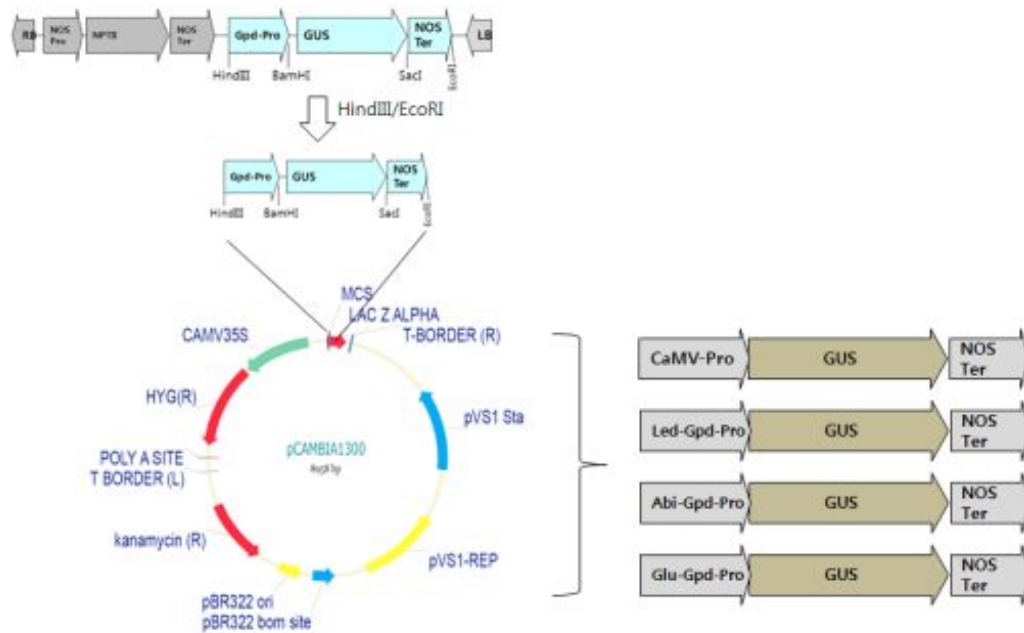 RB
NOS
Pro
NPTII
NOS
Ter
Gpd-Pro
GUS
NOS
Ter
LB
HindIII
BamHI
SacI
EcoRI
HindIII/EcoRI
Gpd-Pro
GUS
NOS
Ter
HindIII
BamHI
SacI
EcoRI
MCS
LAC Z ALPHA
CAMV35S
T-BORDER (R)
HYG(R)
pVS1 Sta
pCAMBIA1300
POLY A SITE
T BORDER (L)
kanamycin (R)
pVS1-REP
pBR322 ori
pBR322 bom site
CaMV-Pro
GUS
NOS
Ter
Led-Gpd-Pro
GUS
NOS
Ter
Abi-Gpd-Pro
GUS
NOS
Ter
Glu-Gpd-Pro
GUS
NOS
Ter